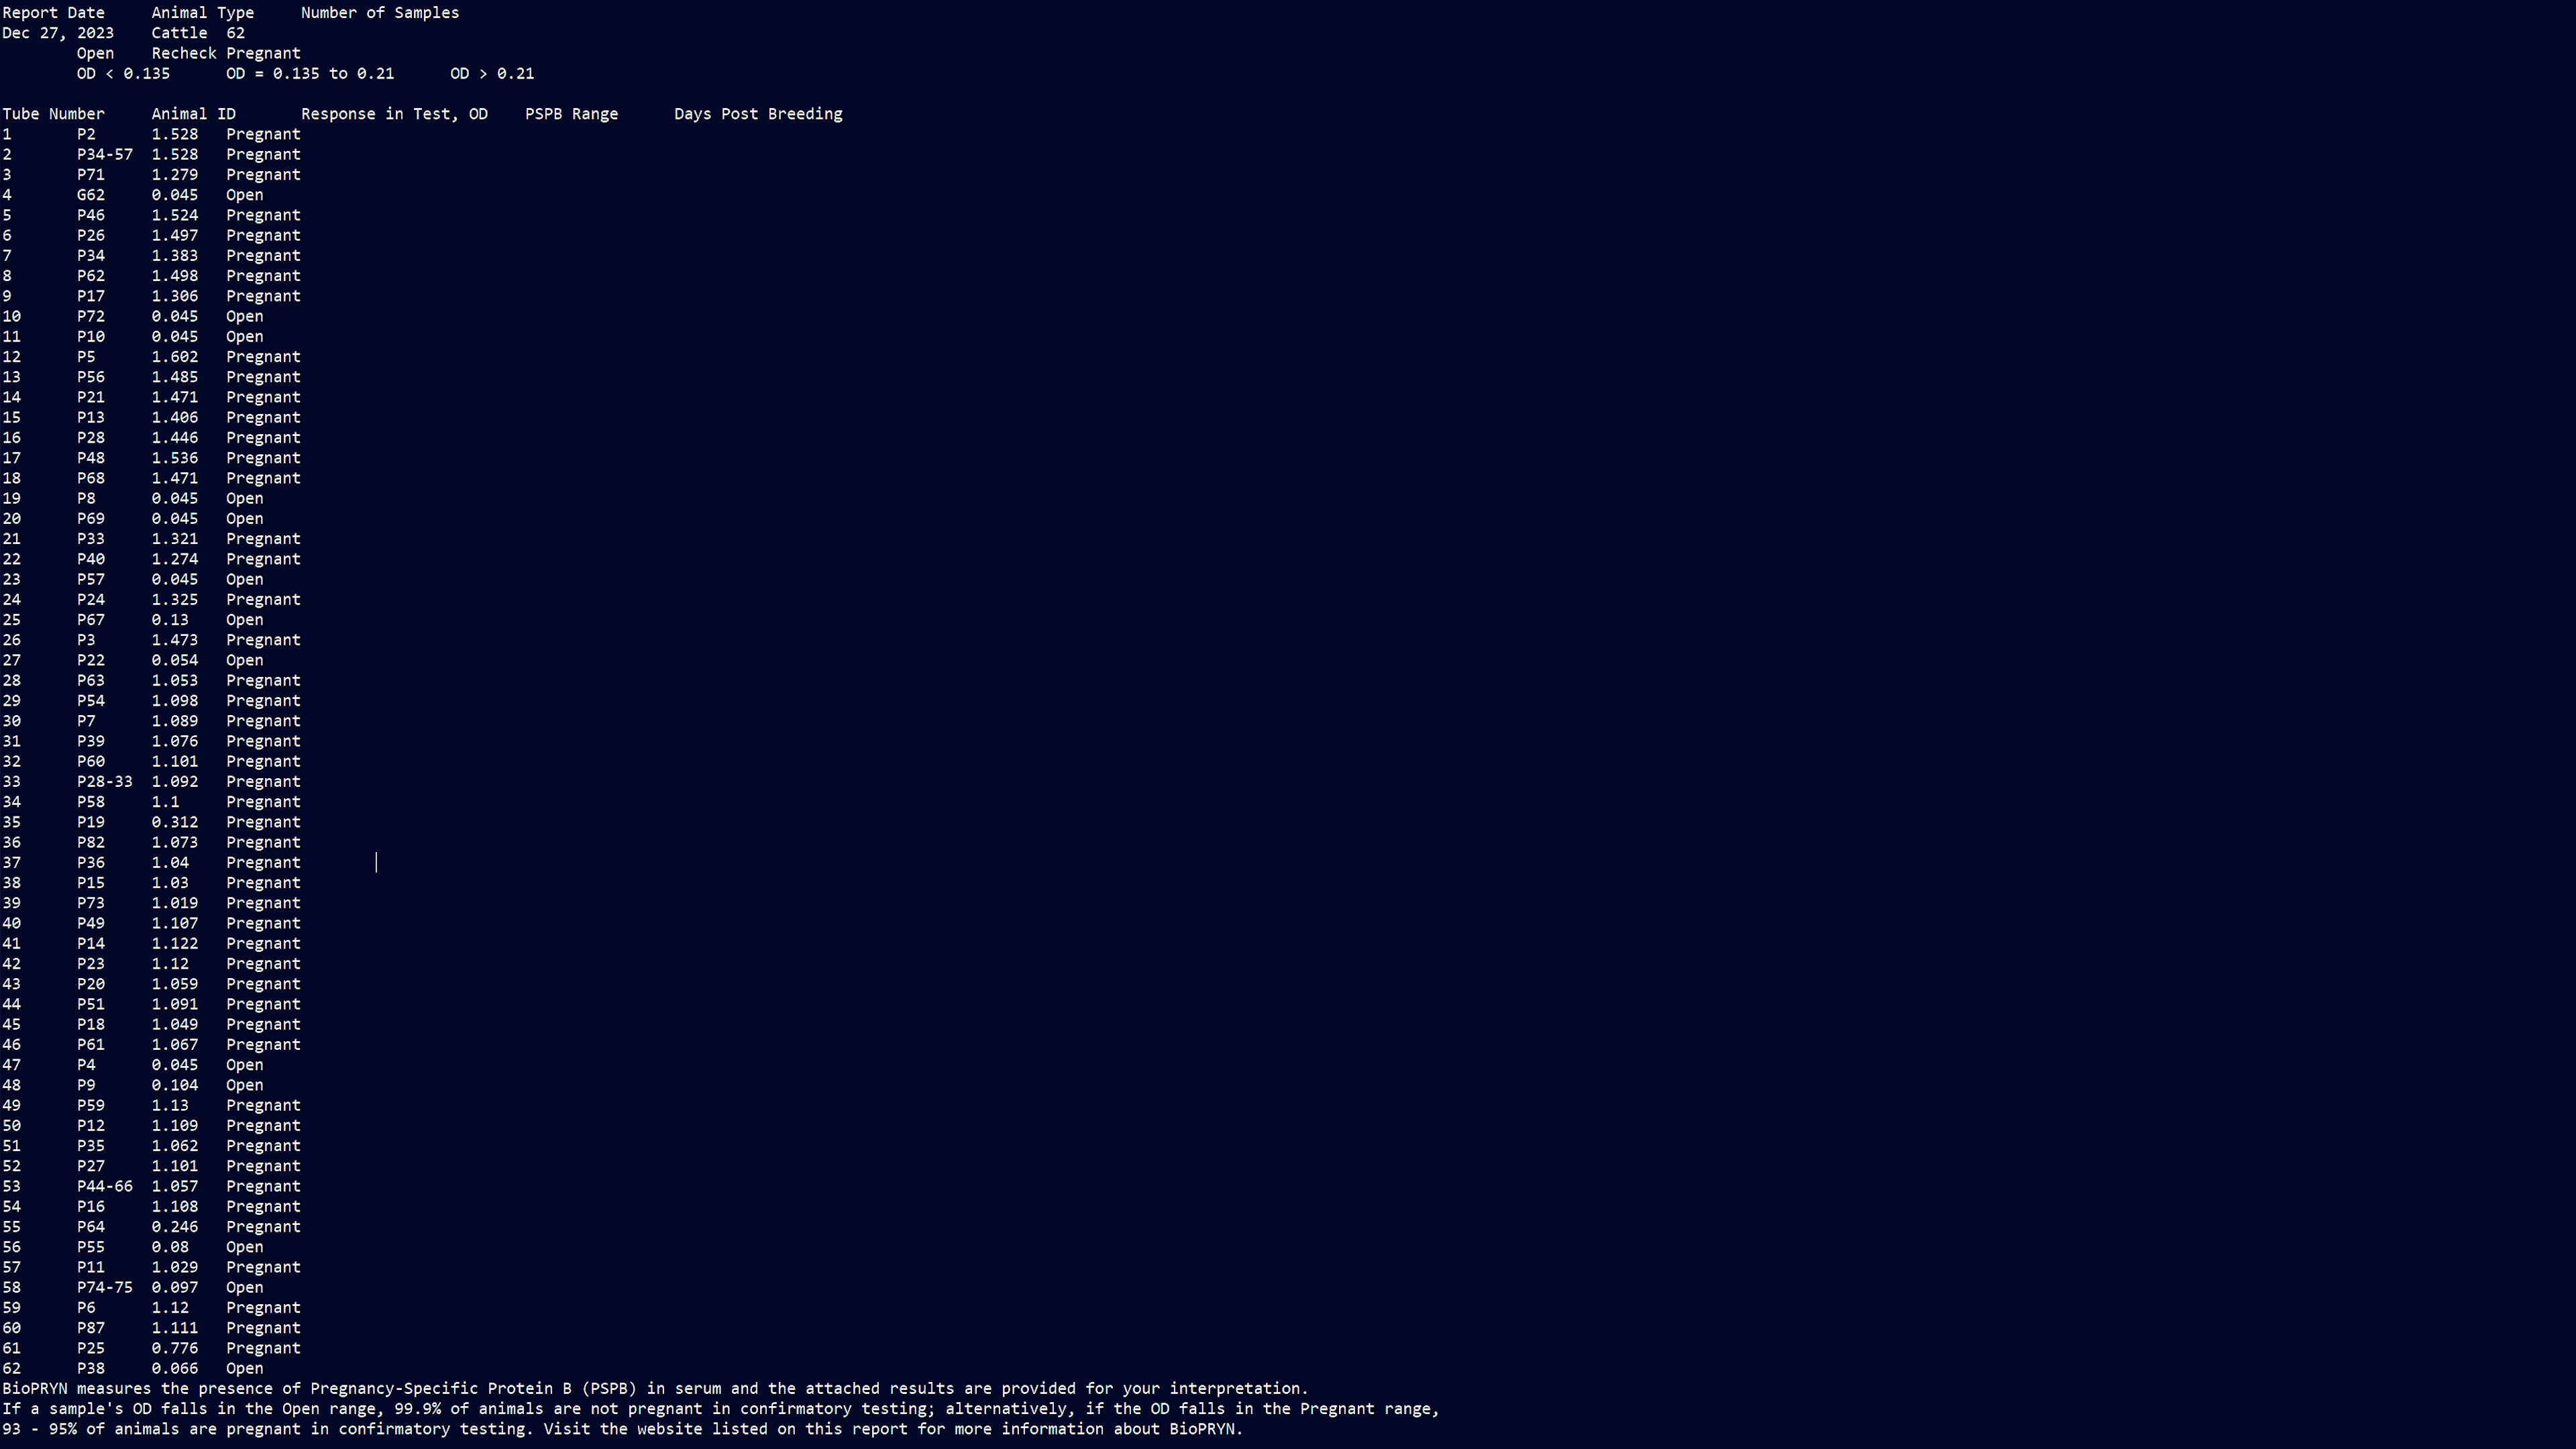 Report Date Animal Type Number of Samples
Dec 27, 2023 Cattle 62
Open Recheck Pregnant
OD < 0.135 OD = 0.135 to 0.21 OD > 0.21
Tube Number Animal ID Response in Test, OD PSPB Range Days Post Breeding
1 P2 1.528 Pregnant
2 P34-57 1.528 Pregnant
3 P71 1.279 Pregnant
4 G62 0.045 Open
5 P46 1.524 Pregnant
6 P26 1.497 Pregnant
7 P34 1.383 Pregnant
8 P62 1.498 Pregnant
9 P17 1.306 Pregnant
10 P72 0.045 Open
11 P10 0.045 Open
12 P5 1.602 Pregnant
13 P56 1.485 Pregnant
14 P21 1.471 Pregnant
15 P13 1.406 Pregnant
16 P28 1.446 Pregnant
17 P48 1.536 Pregnant
18 P68 1.471 Pregnant
19 P8 0.045 Open
20 P69 0.045 Open
21 P33 1.321 Pregnant
22 P40 1.274 Pregnant
23 P57 0.045 Open
24 P24 1.325 Pregnant
25 P67 0.13 Open
26 P3 1.473 Pregnant
27 P22 0.054 Open
28 P63 1.053 Pregnant
29 P54 1.098 Pregnant
30 P7 1.089 Pregnant
31 P39 1.076 Pregnant
32 P60 1.101 Pregnant
33 P28-33 1.092 Pregnant
34 P58 1.1 Pregnant
35 P19 0.312 Pregnant
36 P82 1.073 Pregnant
37 P36 1.04 Pregnant
38 P15 1.03 Pregnant
39 P73 1.019 Pregnant
40 P49 1.107 Pregnant
41 P14 1.122 Pregnant
42 P23 1.12 Pregnant
43 P20 1.059 Pregnant
44 P51 1.091 Pregnant
45 P18 1.049 Pregnant
46 P61 1.067 Pregnant
47 P4 0.045 Open
48 P9 0.104 Open
49 P59 1.13 Pregnant
50 P12 1.109 Pregnant
51 P35 1.062 Pregnant
52 P27 1.101 Pregnant
53 P44-66 1.057 Pregnant
54 P16 1.108 Pregnant
55 P64 0.246 Pregnant
56 P55 0.08 Open
57 P11 1.029 Pregnant
58 P74-75 0.097 Open
59 P6 1.12 Pregnant
60 P87 1.111 Pregnant
61 P25 0.776 Pregnant
62 P38 0.066 Open
BioPRYN measures the presence of Pregnancy-Specific Protein B (PSPB) in serum and the attached results are provided for your interpretation.
If a sample's OD falls in the Open range, 99.9% of animals are not pregnant in confirmatory testing; alternatively, if the OD falls in the Pregnant range,
93 - 95% of animals are pregnant in confirmatory testing. Visit the website listed on this report for more information about BioPRYN.